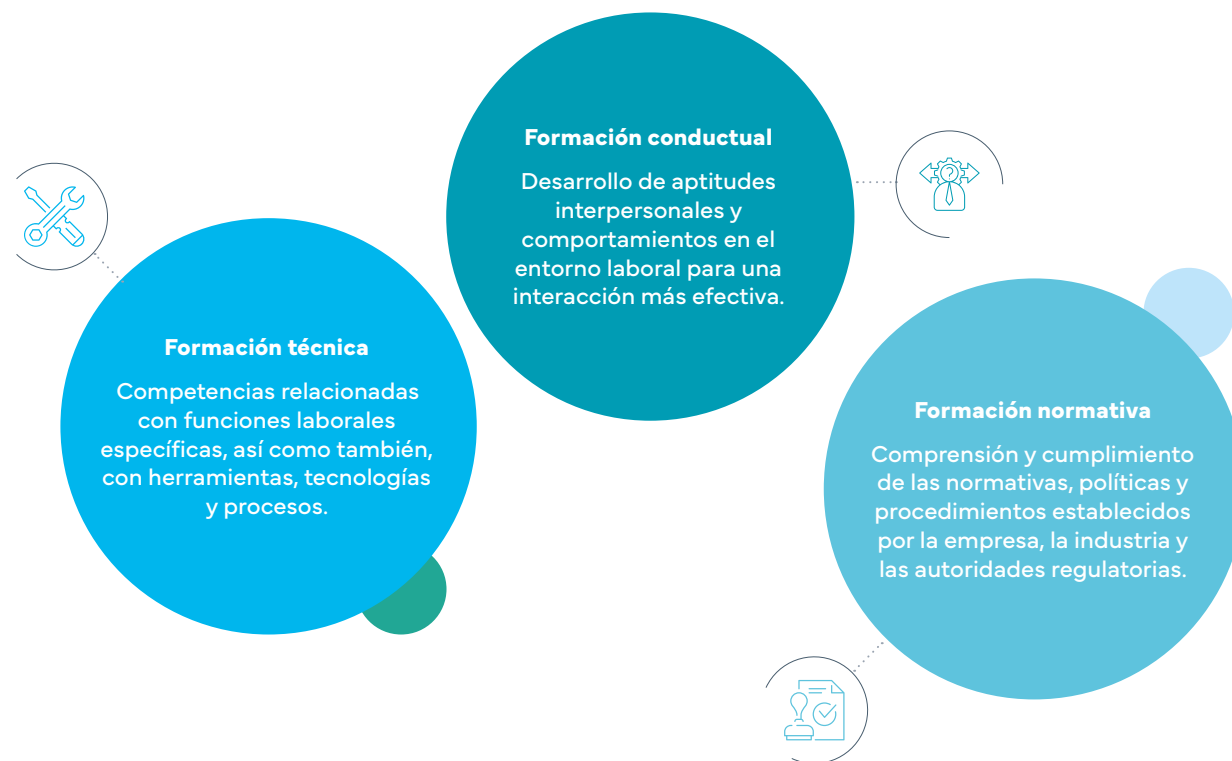 Formación conductual
Desarrollo de aptitudes
interpersonales y
comportamientos en el
entorno laboral para una
interacción más efectiva.
Formación técnica
Competencias relacionadas
con funciones laborales
específicas, así como también,
con herramientas, tecnologías
y procesos.
Formación normativa
Comprensión y cumplimiento
de las normativas, políticas y
procedimientos establecidos
por la empresa, la industria y
las autoridades regulatorias.
?